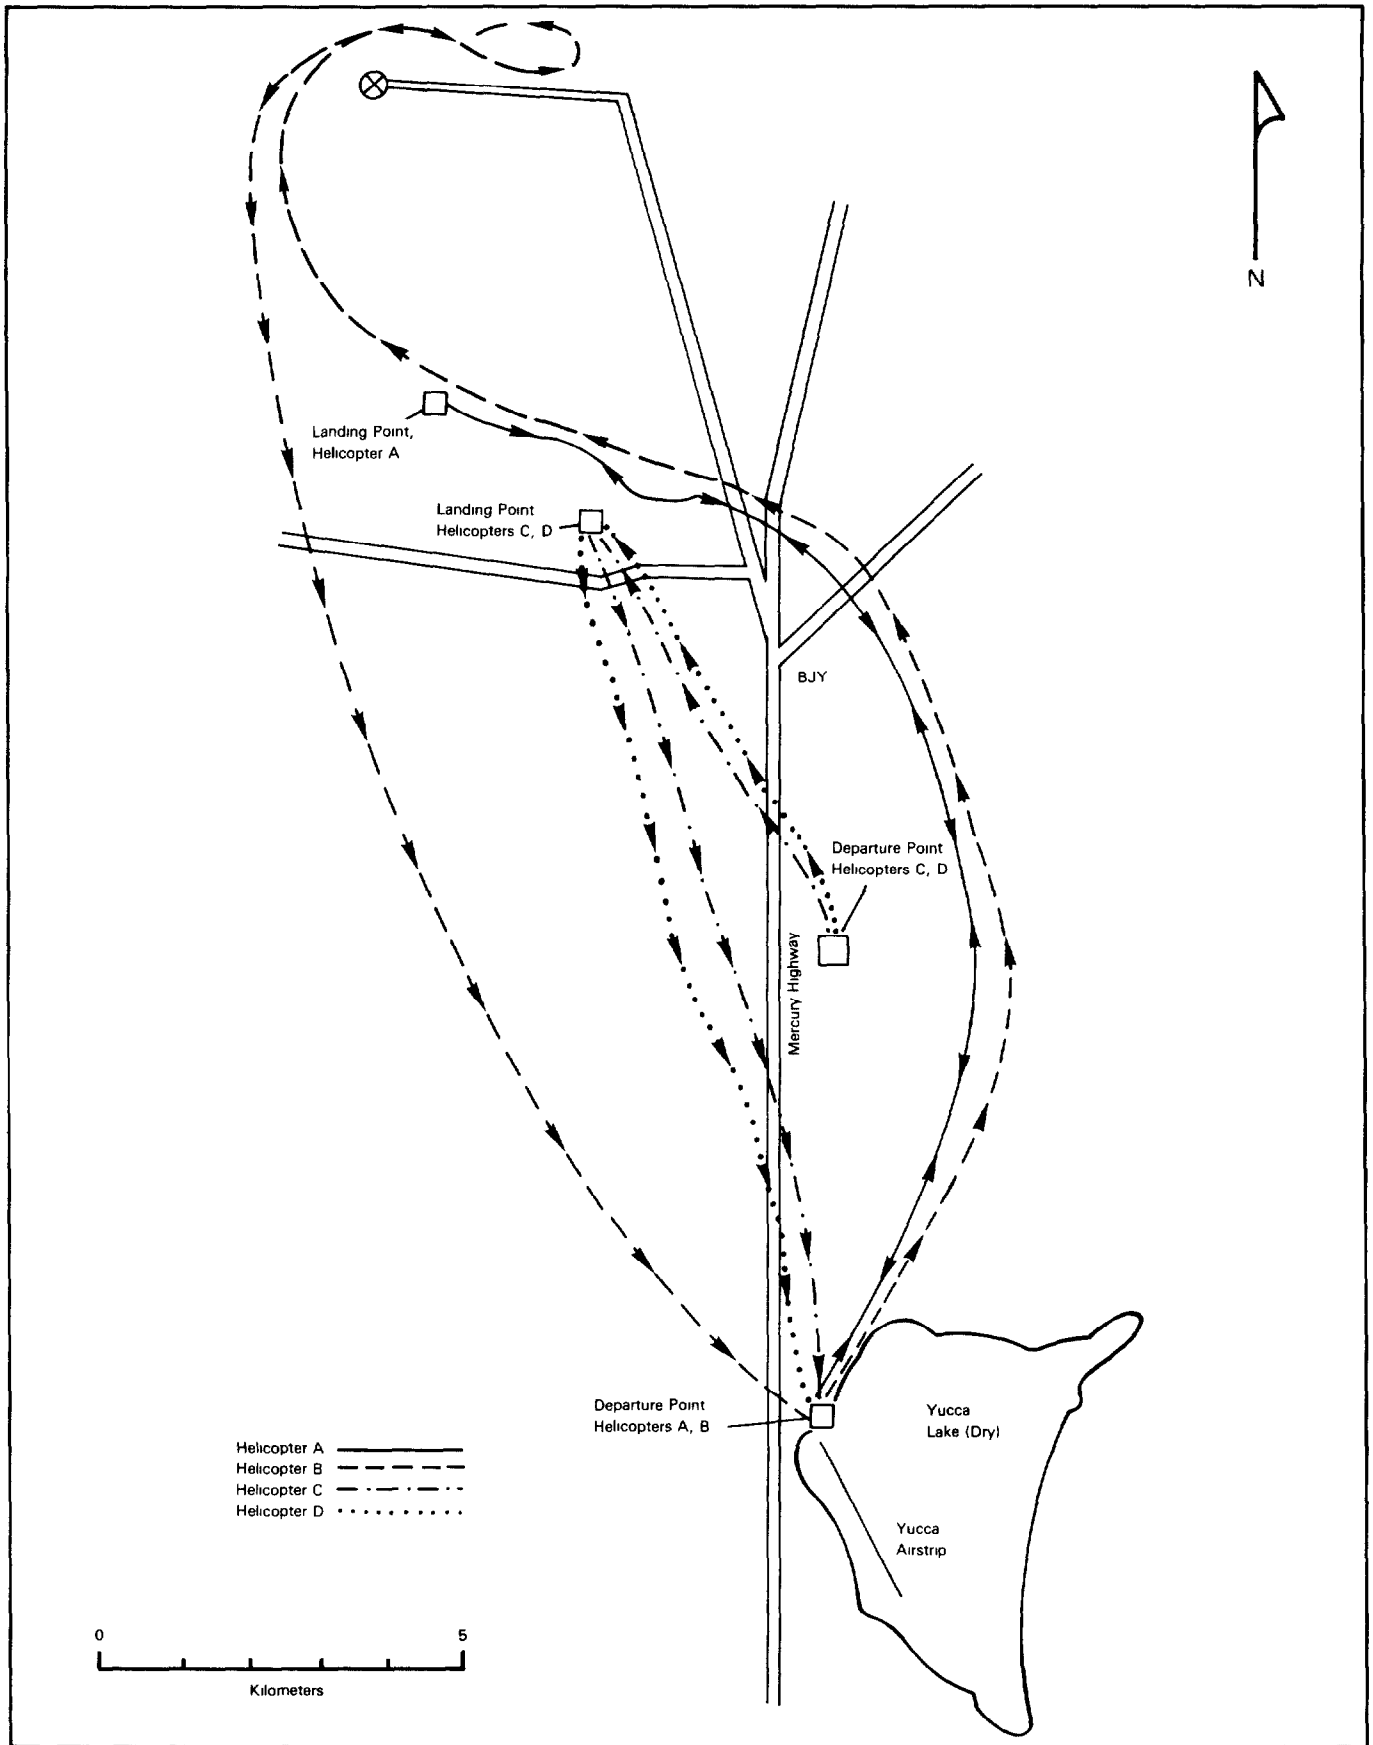 N
Landing Point,
Helicopter A
Landing Point
Helicopters C, D
BJY
Departure Point
Helicopters C, D
Mercury Highway
Departure Point
Helicopters A, B
Yucca
Lake (Dry)
Yucca
Airstrip
Helicopter A
Helicopter B
Helicopter C
Helicopter D
0 5
Kilometers